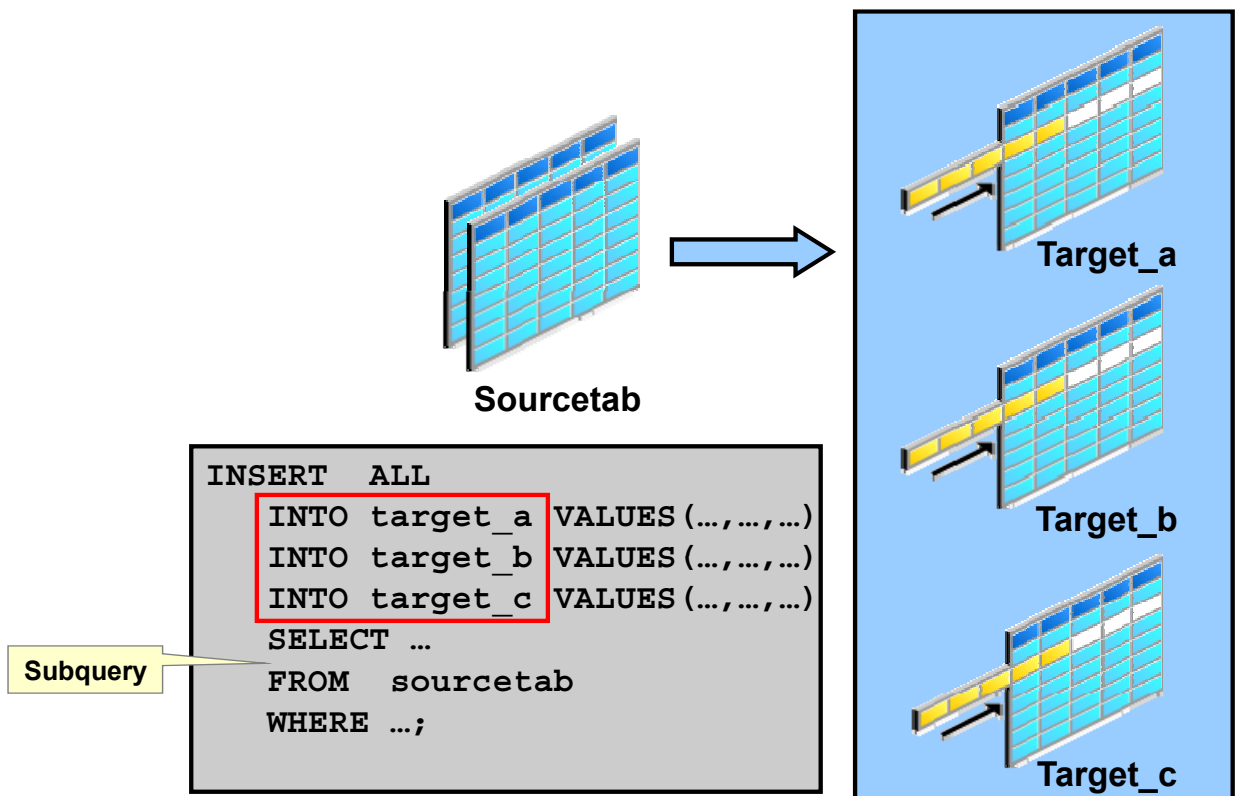 Sourcetab
INSERT ALL
INTO target_a VALUES(…,…,…)
INTO target_b VALUES(…,…,…)
INTO target_c VALUES(…,…,…)
SELECT …
FROM sourcetab
WHERE …;
Subquery
Target_a
Target_b
Target_c